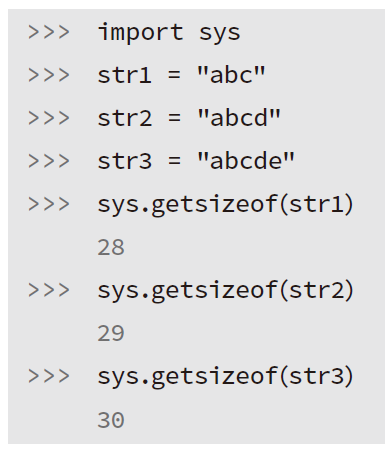 >>> import sys
>>> str1 = "abc"
>>> str2 = "abcd"
>>> str3 = "abcde"
>>> sys.getsizeof(str1)
28
>>> sys.getsizeof(str2)
29
>>> sys.getsizeof(str3)
30